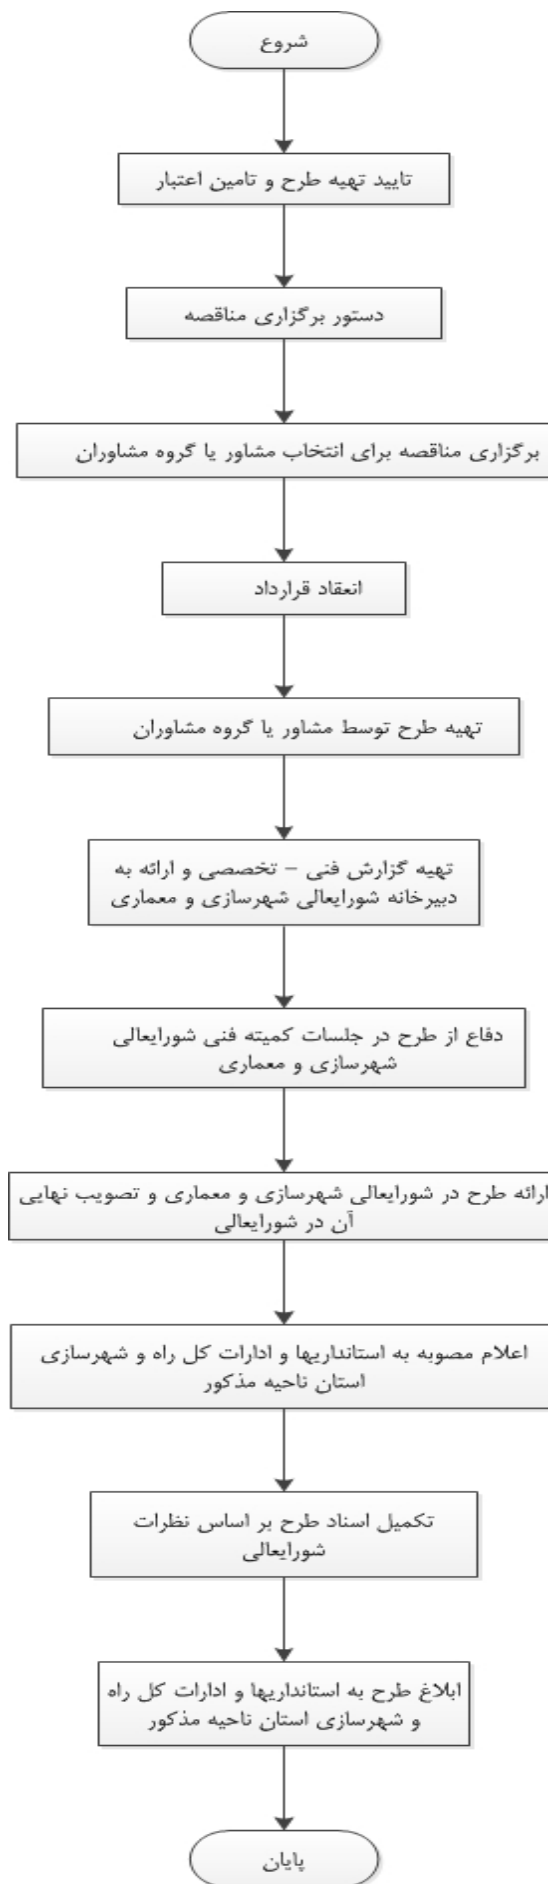 شروع
تایید تهیه طرح و تامین اعتبار
دستور برگزاری مناقصه
برگزاری مناقصه برای انتخاب مشاور یا گروه مشاوران
انعقاد قرارداد
تهیه طرح توسط مشاور یا گروه مشاوران
تهیه گزارش فنی – تخصصی و ارائه به
دبیرخانه شورایعالی شهرسازی و معماری
دفاع از طرح در جلسات کمیته فنی شورایعالی
شهرسازی و معماری
ارائه طرح در شورایعالی شهرسازی و معماری و تصویب نهایی
آن در شورایعالی
اعلام مصوبه به استانداریها و ادارات کل راه و شهرسازی
استان ناحیه مذکور
تکمیل اسناد طرح بر اساس نظرات
شورایعالی
ابلاغ طرح به استانداریها و ادارات کل راه
و شهرسازی استان ناحیه مذکور
پایان